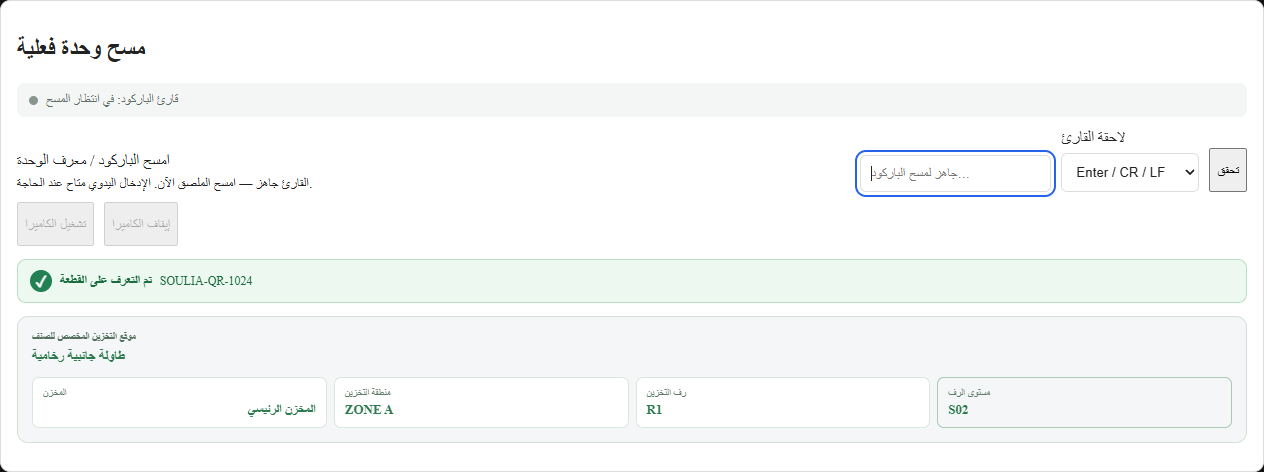 مسح وحدة فعلية
قارئ الباركود: في انتظار المسح
لاحقة القارئ
امسح الباركود / معرف الوحدة
القارئ جاهز — امسح الملصق الآن. الإدخال اليدوي متاح عند الحاجة.
جاهز لمسح الباركود...
Enter / CR / LF
تحقق
تشغيل الكاميرا
إيقاف الكاميرا
تم التعرف على القطعة SOULIA-QR-1024
موقع التخزين المخصص للصنف
طاولة جانبية رخامية
المخزن
المخزن الرئيسي
منطقة التخزين
ZONE A
رف التخزين
R1
مستوى الرف
S02